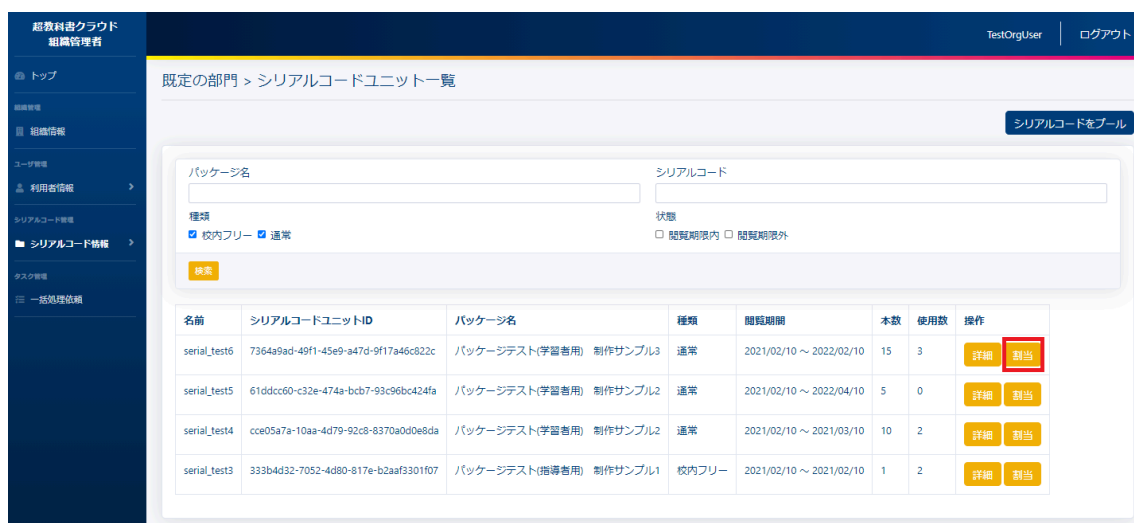 超教科書クラウド
組織管理者
TestOrgUser
ログアウト
トップ
組織管理
組織情報
ユーザ管理
利用者情報
シリアルコード管理
シリアルコード情報
タスク管理
一括処理依頼
既定の部門 > シリアルコードユニット一覧
シリアルコードをプール
パッケージ名 シリアルコード
種類 状態
校内フリー 通常 閲覧期限内 閲覧期限外
検索
名前 シリアルコードユニットID パッケージ名 種類 閲覧期間 本数 使用数 操作
serial_test6 7364a9ad-49f1-45e9-a47d-9f17a46c822c パッケージテスト(学習者用) 制作サンプル3 通常 2021/02/10 ～ 2022/02/10 15 3 詳細 割当
serial_test5 61ddcc60-c32e-474a-bcb7-93c96bc424fa パッケージテスト(学習者用) 制作サンプル2 通常 2021/02/10 ～ 2022/04/10 5 0 詳細 割当
serial_test4 cce05a7a-10aa-4d79-92c8-8370a0d0e8da パッケージテスト(学習者用) 制作サンプル2 通常 2021/02/10 ～ 2021/03/10 10 2 詳細 割当
serial_test3 333b4d32-7052-4d80-817e-b2aaf3301f07 パッケージテスト(指導者用) 制作サンプル1 校内フリー 2021/02/10 ～ 2021/02/10 1 2 詳細 割当